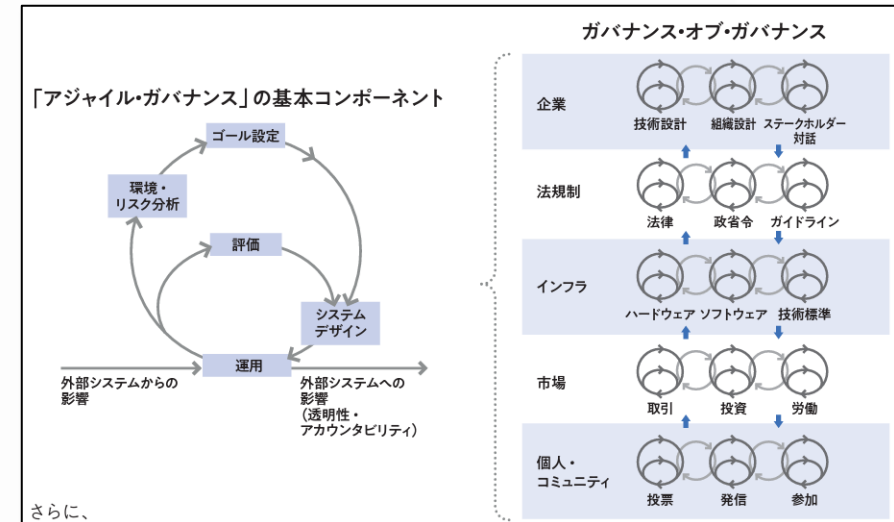 「アジャイル・ガバナンス」の基本コンポーネント
ゴール設定
環境・
リスク分析
評価
システム
デザイン
運用
外部システムからの
影響
外部システムへの
影響
(透明性・
アカウンタビリティ)
さらに、
ガバナンス・オブ・ガバナンス
企業
技術設計
組織設計
ステークホルダー
対話
法規制
法律
政省令
ガイドライン
インフラ
ハードウェア
ソフトウェア
技術標準
市場
取引
投資
労働
個人・
コミュニティ
投票
発信
参加